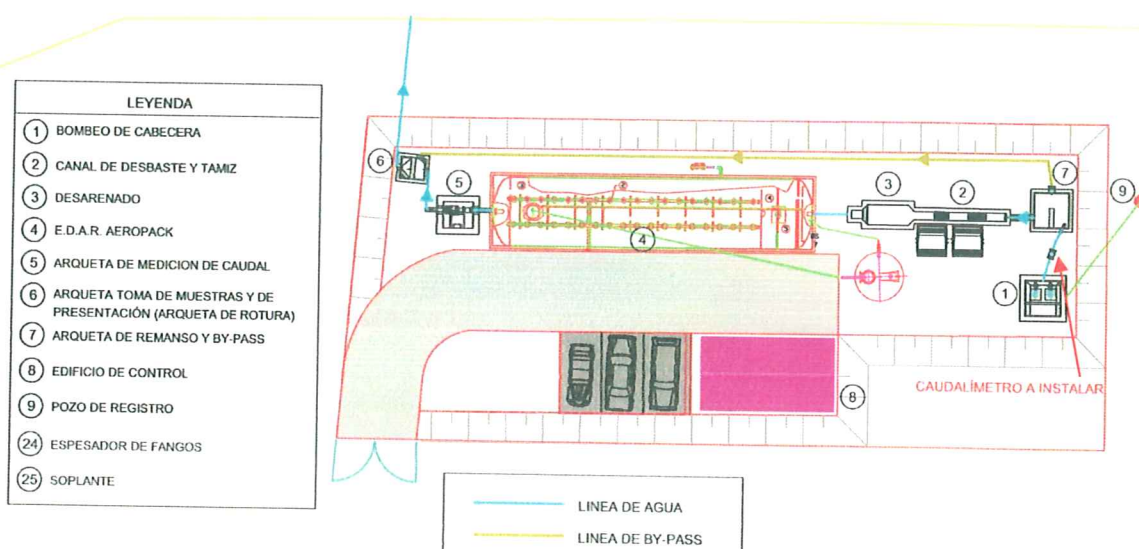 LEYENDA
1 BOMBEO DE CABECERA
2 CANAL DE DESBASTE Y TAMIZ
3 DESARENADO
4 E.D.A.R. AEROPACK
5 ARQUETA DE MEDICION DE CAUDAL
6 ARQUETA TOMA DE MUESTRAS Y DE
PRESENTACIÓN (ARQUETA DE ROTURA)
7 ARQUETA DE REMANSO Y BY-PASS
8 EDIFICIO DE CONTROL
9 POZO DE REGISTRO
24 ESPESADOR DE FANGOS
25 SOPLANTE
6
5
4
3
2
7
9
1
8
CAUDALÍMETRO A INSTALAR
LINEA DE AGUA
LINEA DE BY-PASS